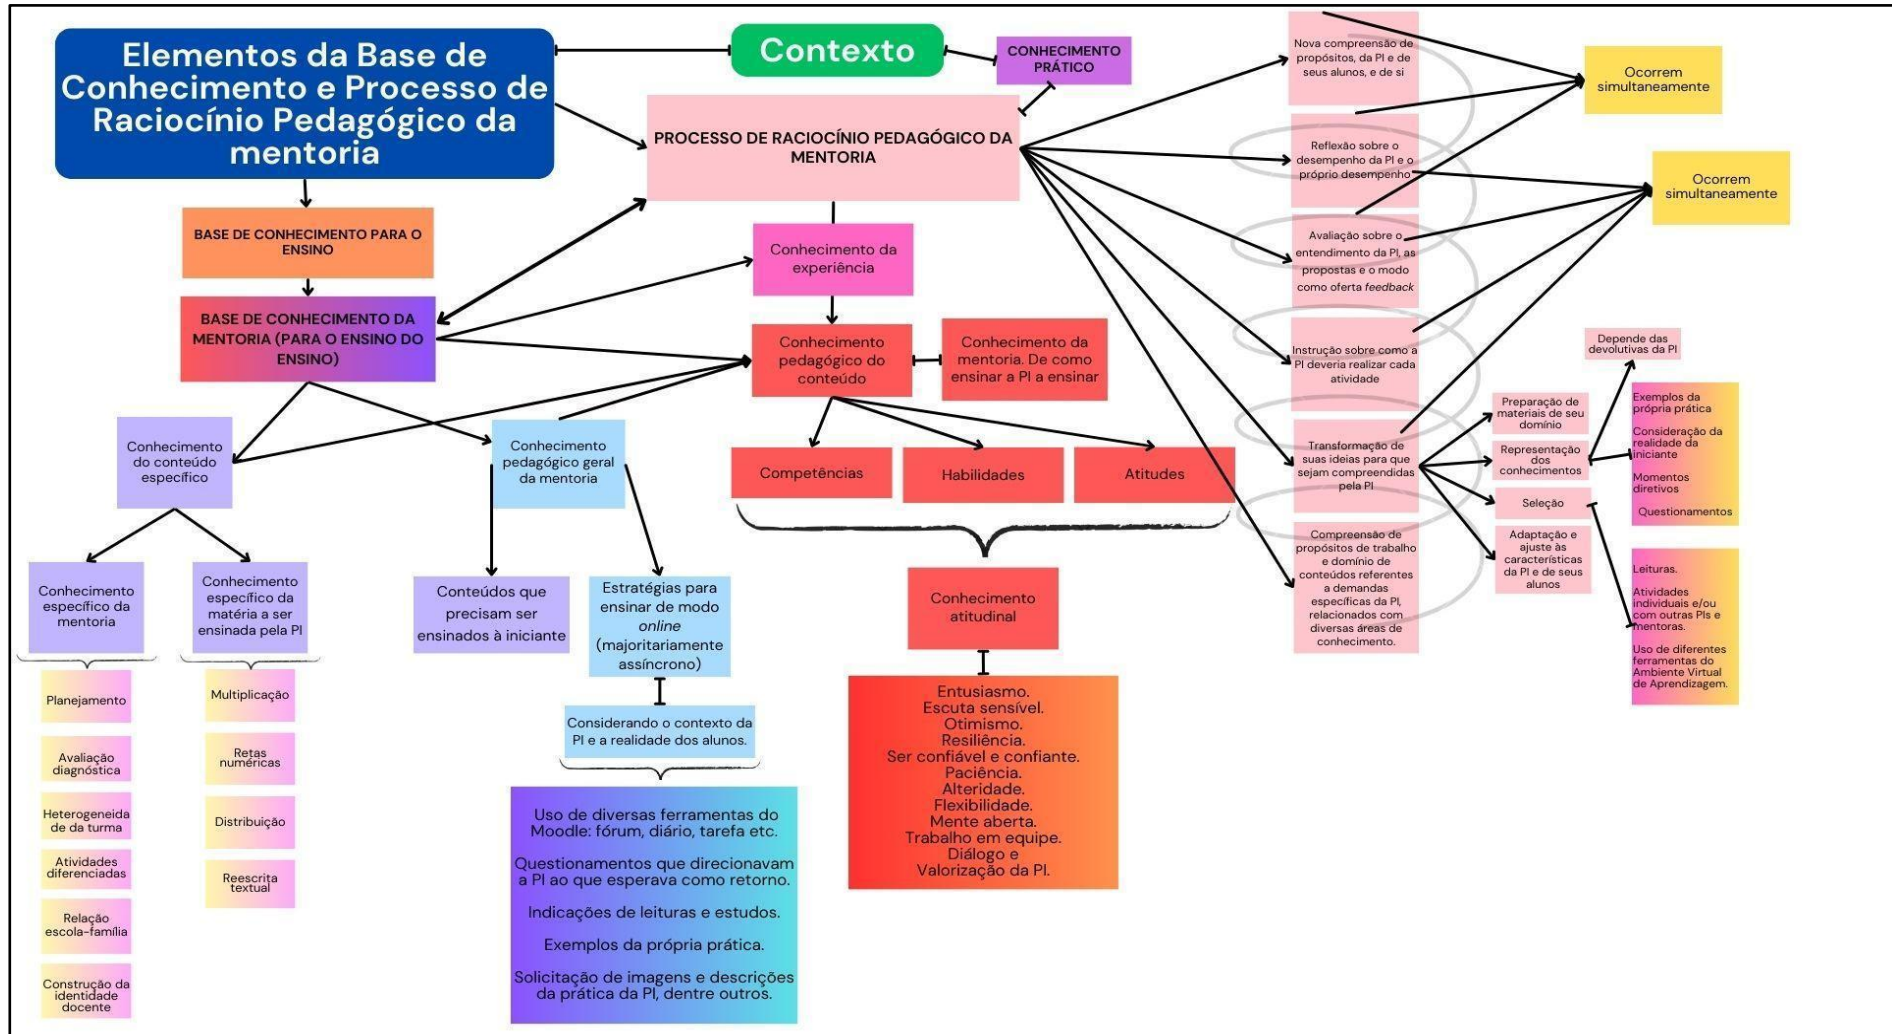 Elementos da Base de
Conhecimento e Processo de
Raciocínio Pedagógico da
mentoria
Contexto
CONHECIMENTO
PRÁTICO
PROCESSO DE RACIOCÍNIO PEDAGÓGICO DA
MENTORIA
BASE DE CONHECIMENTO PARA O
ENSINO
BASE DE CONHECIMENTO DA
MENTORIA (PARA O ENSINO DO
ENSINO)
Conhecimento da
experiência
Conhecimento
pedagógico do
conteúdo
Conhecimento da
mentoria. De como
ensinar a PI a ensinar
Conhecimento
do conteúdo
específico
Conhecimento
pedagógico geral
da mentoria
Competências
Habilidades
Atitudes
Conhecimento
específico da
mentoria
Conhecimento
específico da
matéria a ser
ensinada pela PI
Conteúdos que
precisam ser
ensinados à iniciante
Estratégias para
ensinar de modo
online
(majoritariamente
assíncrono)
Conhecimento
atitudinal
Planejamento
Avaliação
diagnóstica
Heterogeneida
de da turma
Atividades
diferenciadas
Relação
escola-família
Construção da
identidade
docente
Multiplicação
Retas
numéricas
Distribuição
Reescrita
textual
Considerando o contexto da
PI e a realidade dos alunos.
Uso de diversas ferramentas do
Moodle: fórum, diário, tarefa etc.
Questionamentos que direcionavam
a PI ao que esperava como retorno.
Indicações de leituras e estudos.
Exemplos da própria prática.
Solicitação de imagens e descrições
da prática da PI, dentre outros.
Entusiasmo.
Escuta sensível.
Otimismo.
Resiliência.
Ser confiável e confiante.
Paciência.
Alteridade.
Flexibilidade.
Mente aberta.
Trabalho em equipe.
Diálogo e
Valorização da PI.
Nova compreensão de
propósitos, da PI e de
seus alunos, e de si
Reflexão sobre o
desempenho da PI e o
próprio desempenho
Avaliação sobre o
entendimento da PI, as
propostas e o modo
como oferta feedback
Instrução sobre como a
PI deveria realizar cada
atividade
Transformação de
suas ideias para que
sejam compreendidas
pela PI
Compreensão de
propósitos de trabalho
e domínio de
conteúdos referentes
a demandas
específicas da PI,
relacionados com
diversas áreas de
conhecimento.
Ocorrem
simultaneamente
Ocorrem
simultaneamente
Preparação de
materiais de seu
domínio
Representação
dos
conhecimentos
Seleção
Adaptação e
ajuste às
características
da PI e de seus
alunos
Depende das
devolutivas da PI
Exemplos da
própria prática
Consideração da
realidade da
iniciante
Momentos
diretivos
Questionamentos
Leituras.
Atividades
individuais e/ou
com outras PIs e
mentoras.
Uso de diferentes
ferramentas do
Ambiente Virtual
de Aprendizagem.